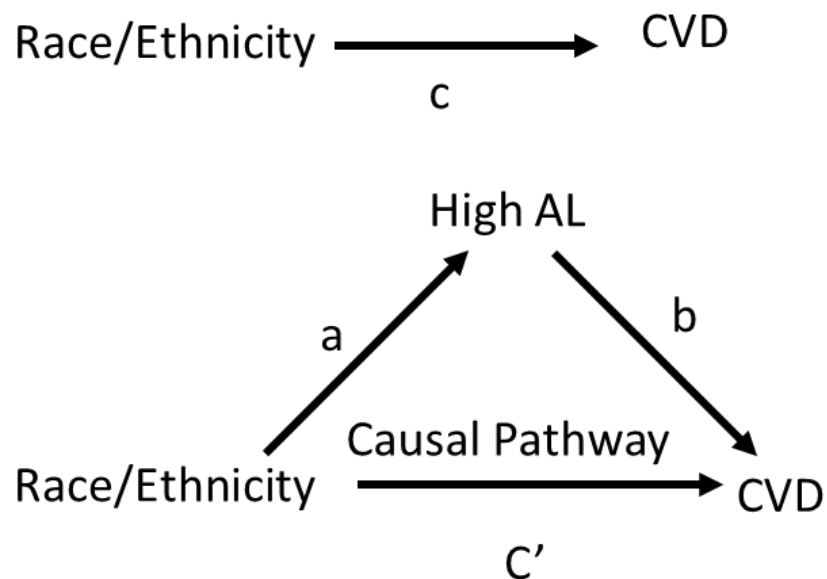 Race/Ethnicity
CVD
c
High AL
a
b
Causal Pathway
Race/Ethnicity
CVD
C’